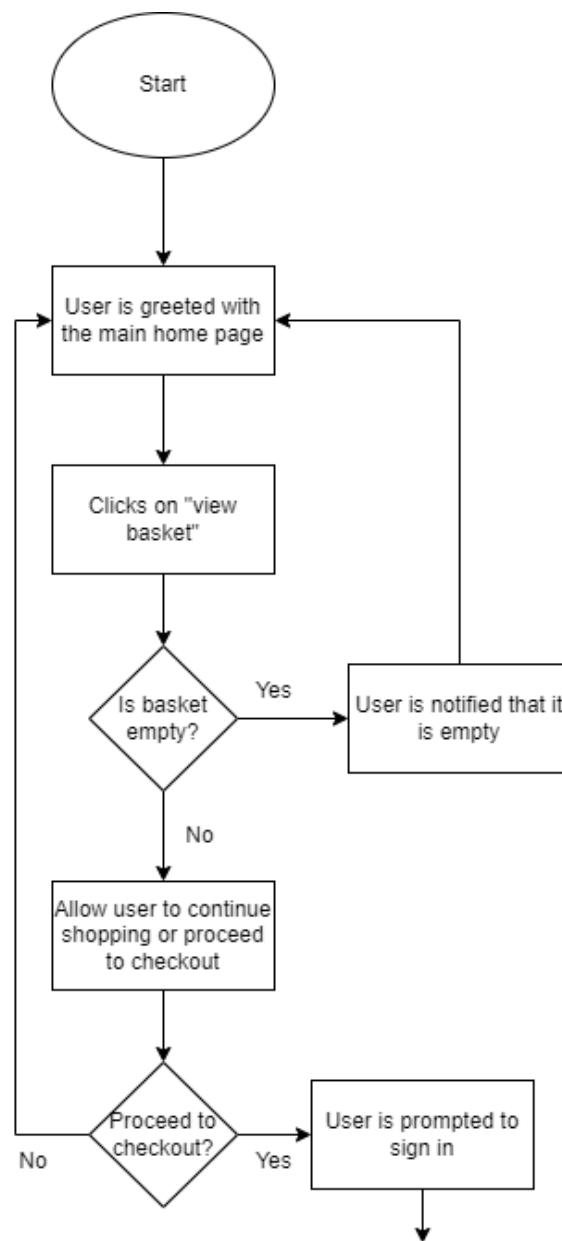 Start
User is greeted with
the main home page
Clicks on "view
basket"
Is basket
empty?
Yes
User is notified that it
is empty
No
Allow user to continue
shopping or proceed
to checkout
Proceed to
checkout?
No
Yes
User is prompted to
sign in